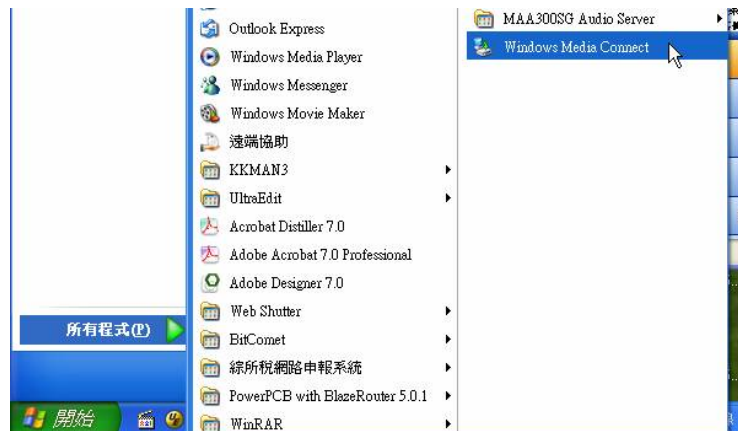 Outlook Express
Windows Media Player
Windows Messenger
Windows Movie Maker
遠端協助
KKMAN3
UltraEdit
Acrobat Distiller 7.0
Adobe Acrobat 7.0 Professional
Adobe Designer 7.0
Web Shutter
BitComet
綜所稅網路申報系統
PowerPCB with BlazeRouter 5.0.1
WinRAR
MAA300SG Audio Server
Windows Media Connect
所有程式(P)
開始